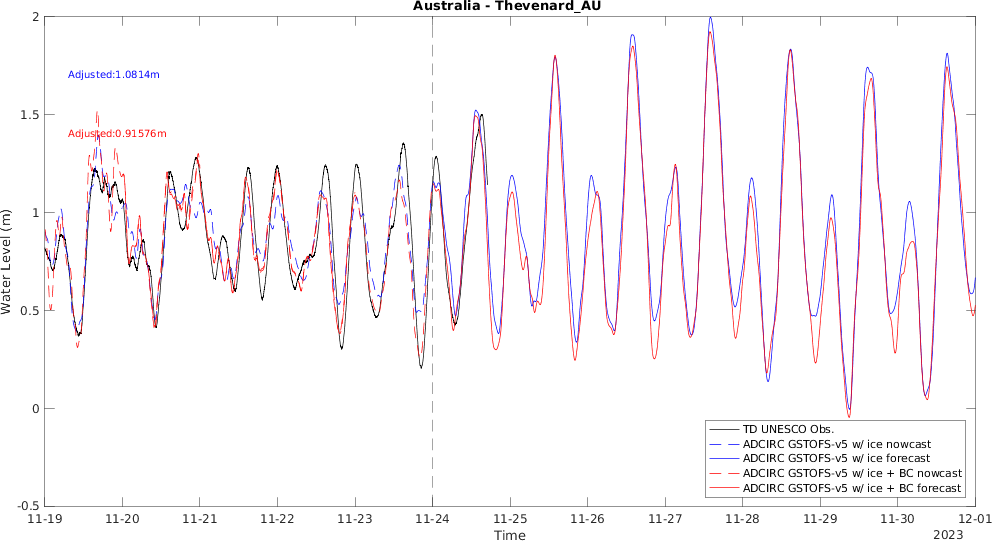 Australia - Thevenard_AU
Adjusted:1.0814m
Adjusted:0.91576m
Water Level (m)
2
1.5
1
0.5
0
-0.5
TD UNESCO Obs.
ADCIRC GSTOFS-v5 w/ ice nowcast
ADCIRC GSTOFS-v5 w/ ice forecast
ADCIRC GSTOFS-v5 w/ ice + BC nowcast
ADCIRC GSTOFS-v5 w/ ice + BC forecast
11-19 11-20 11-21 11-22 11-23 11-24 11-25 11-26 11-27 11-28 11-29 11-30 12-01
Time
2023